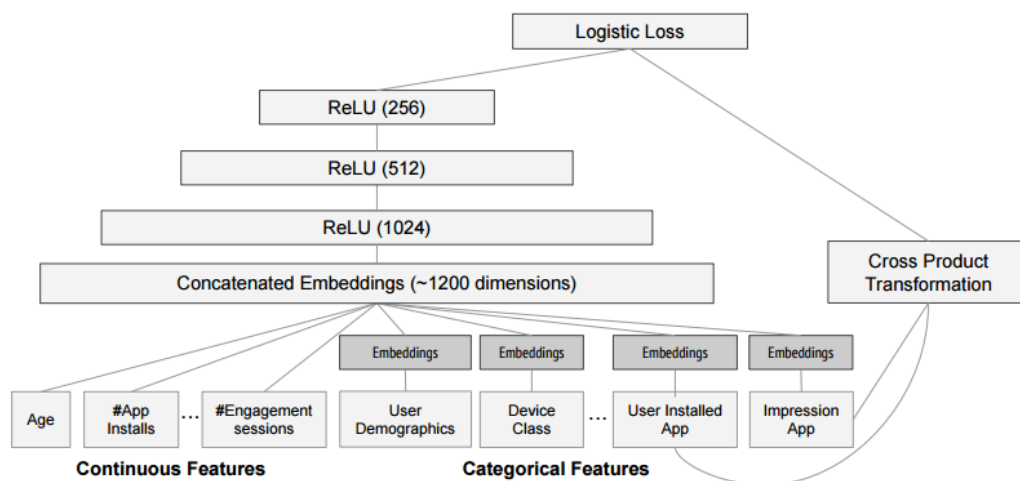 Logistic Loss
ReLU (256)
ReLU (512)
ReLU (1024)
Concatenated Embeddings (~1200 dimensions)
Cross Product
Transformation
Embeddings
Embeddings
Embeddings
Embeddings
Age
#App
Installs
...
#Engagement
sessions
User
Demographics
Device
Class
...
User Installed
App
Impression
App
Continuous Features
Categorical Features